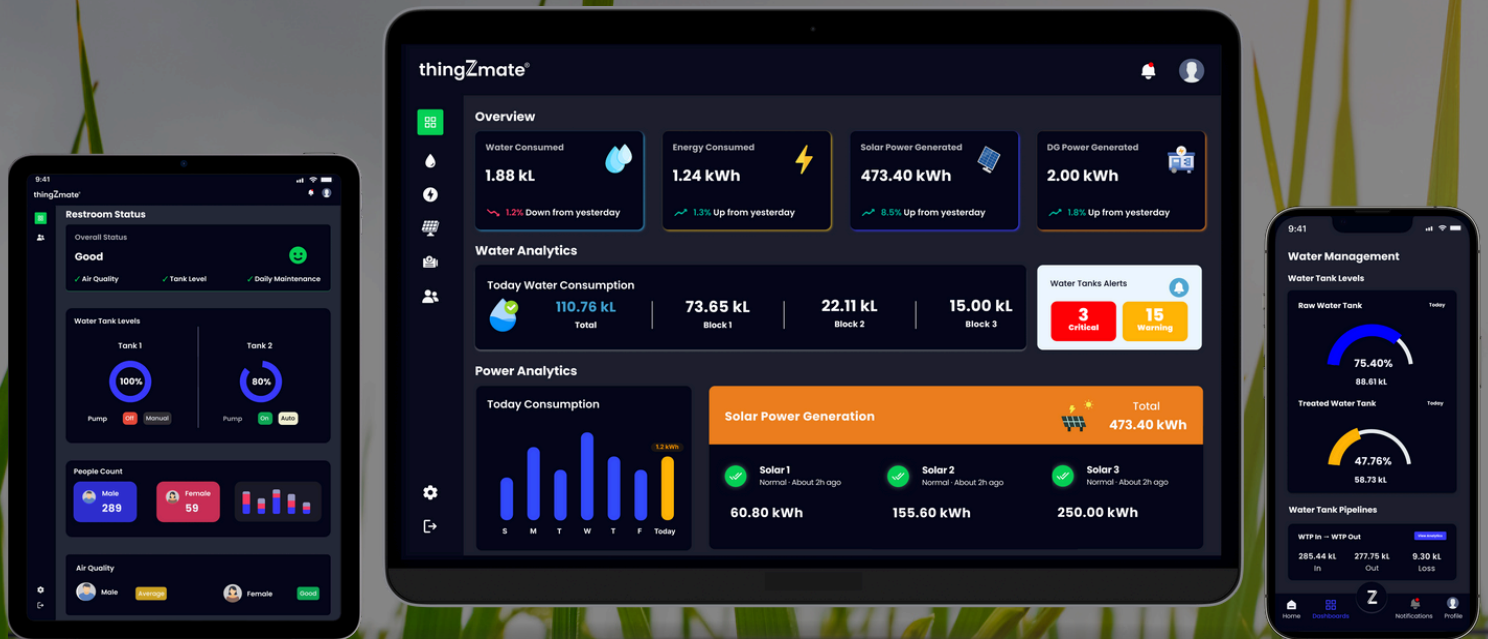 9:41
thingZmate®
Restroom Status
Overall Status
Good
✓ Air Quality ✓ Tank Level ✓ Daily Maintenance
Water Tank Levels
Tank 1 Tank 2
100% 80%
Pump Off Manual Pump On Auto
People Count
Male Female
289 59
Air Quality
Male Average Female Good
thingZmate®
Overview
Water Consumed
1.88 kL
1.2% Down from yesterday
Energy Consumed
1.24 kWh
1.3% Up from yesterday
Solar Power Generated
473.40 kWh
8.5% Up from yesterday
DG Power Generated
2.00 kWh
1.8% Up from yesterday
Water Analytics
Today Water Consumption
110.76 kL 73.65 kL 22.11 kL 15.00 kL
Total Block 1 Block 2 Block 3
Water Tanks Alerts
3 15
Critical Warning
Power Analytics
Today Consumption
1.2 kWh
S M T W T F Today
Solar Power Generation
Total
473.40 kWh
Solar 1 Solar 2 Solar 3
Normal · About 2h ago Normal · About 2h ago Normal · About 2h ago
60.80 kWh 155.60 kWh 250.00 kWh
9:41
Water Management
Water Tank Levels
Raw Water Tank Today
75.40%
88.61 kL
Treated Water Tank Today
47.76%
58.73 kL
Water Tank Pipelines
WTP In → WTP Out View Analytics
285.44 kL 277.75 kL 9.30 kL
In Out Loss
Z
Home Dashboards Notifications Profile